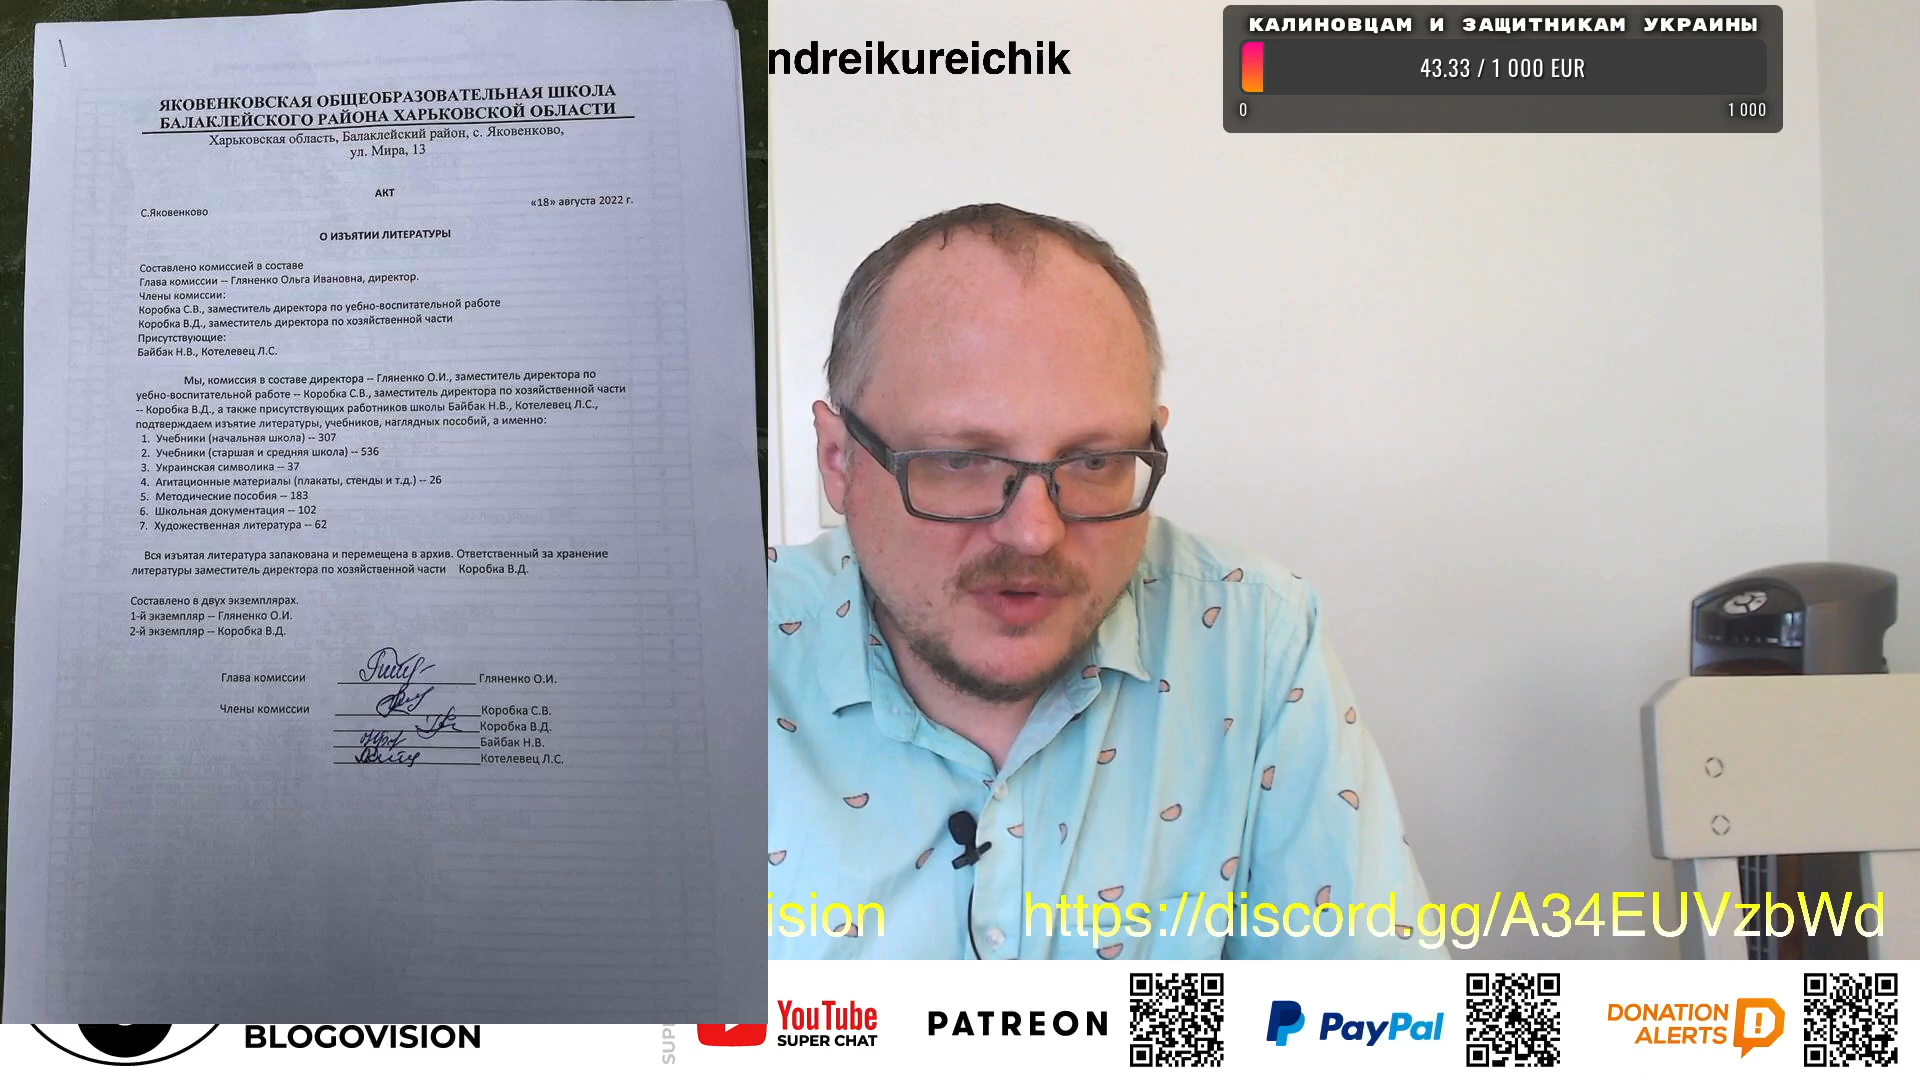 ЯКОВЕНКОВСКАЯ ОБЩЕОБРАЗОВАТЕЛЬНАЯ ШКОЛА
БАЛАКЛЕЙСКОГО РАЙОНА ХАРЬКОВСКОЙ ОБЛАСТИ
Харьковская область, Балаклейский район, с. Яковенково,
ул. Мира, 13
АКТ
С.Яковенково
«18» августа 2022 г.
О ИЗЪЯТИИ ЛИТЕРАТУРЫ
Составлено комиссией в составе
Глава комиссии -- Гляненко Ольга Ивановна, директор.
Члены комиссии:
Коробка С.В., заместитель директора по уебно-воспитательной работе
Коробка В.Д., заместитель директора по хозяйственной части
Присутствующие:
Байбак Н.В., Котелевец Л.С.
Мы, комиссия в составе директора -- Гляненко О.И., заместитель директора по
уебно-воспитательной работе -- Коробка С.В., заместитель директора по хозяйственной части
-- Коробка В.Д., а также присутствующих работников школы Байбак Н.В., Котелевец Л.С.,
подтверждаем изъятие литературы, учебников, наглядных пособий, а именно:
1. Учебники (начальная школа) -- 307
2. Учебники (старшая и средняя школа) -- 536
3. Украинская символика -- 37
4. Агитационные материалы (плакаты, стенды и т.д.) -- 26
5. Методические пособия -- 183
6. Школьная документация -- 102
7. Художественная литература -- 62
Вся изъятая литература запакована и перемещена в архив. Ответственный за хранение
литературы заместитель директора по хозяйственной части Коробка В.Д.
Составлено в двух экземплярах.
1-й экземпляр -- Гляненко О.И.
2-й экземпляр -- Коробка В.Д.
Глава комиссии Гляненко О.И.
Члены комиссии Коробка С.В.
Коробка В.Д.
Байбак Н.В.
Котелевец Л.С.
ndreikureichik
КАЛИНОВЦАМ И ЗАЩИТНИКАМ УКРАИНЫ
43.33 / 1 000 EUR
0
1 000
ision
https://discord.gg/A34EUVzbWd
BLOGOVISION
SUP
YouTube
SUPER CHAT
PATREON
PayPal
DONATION
ALERTS